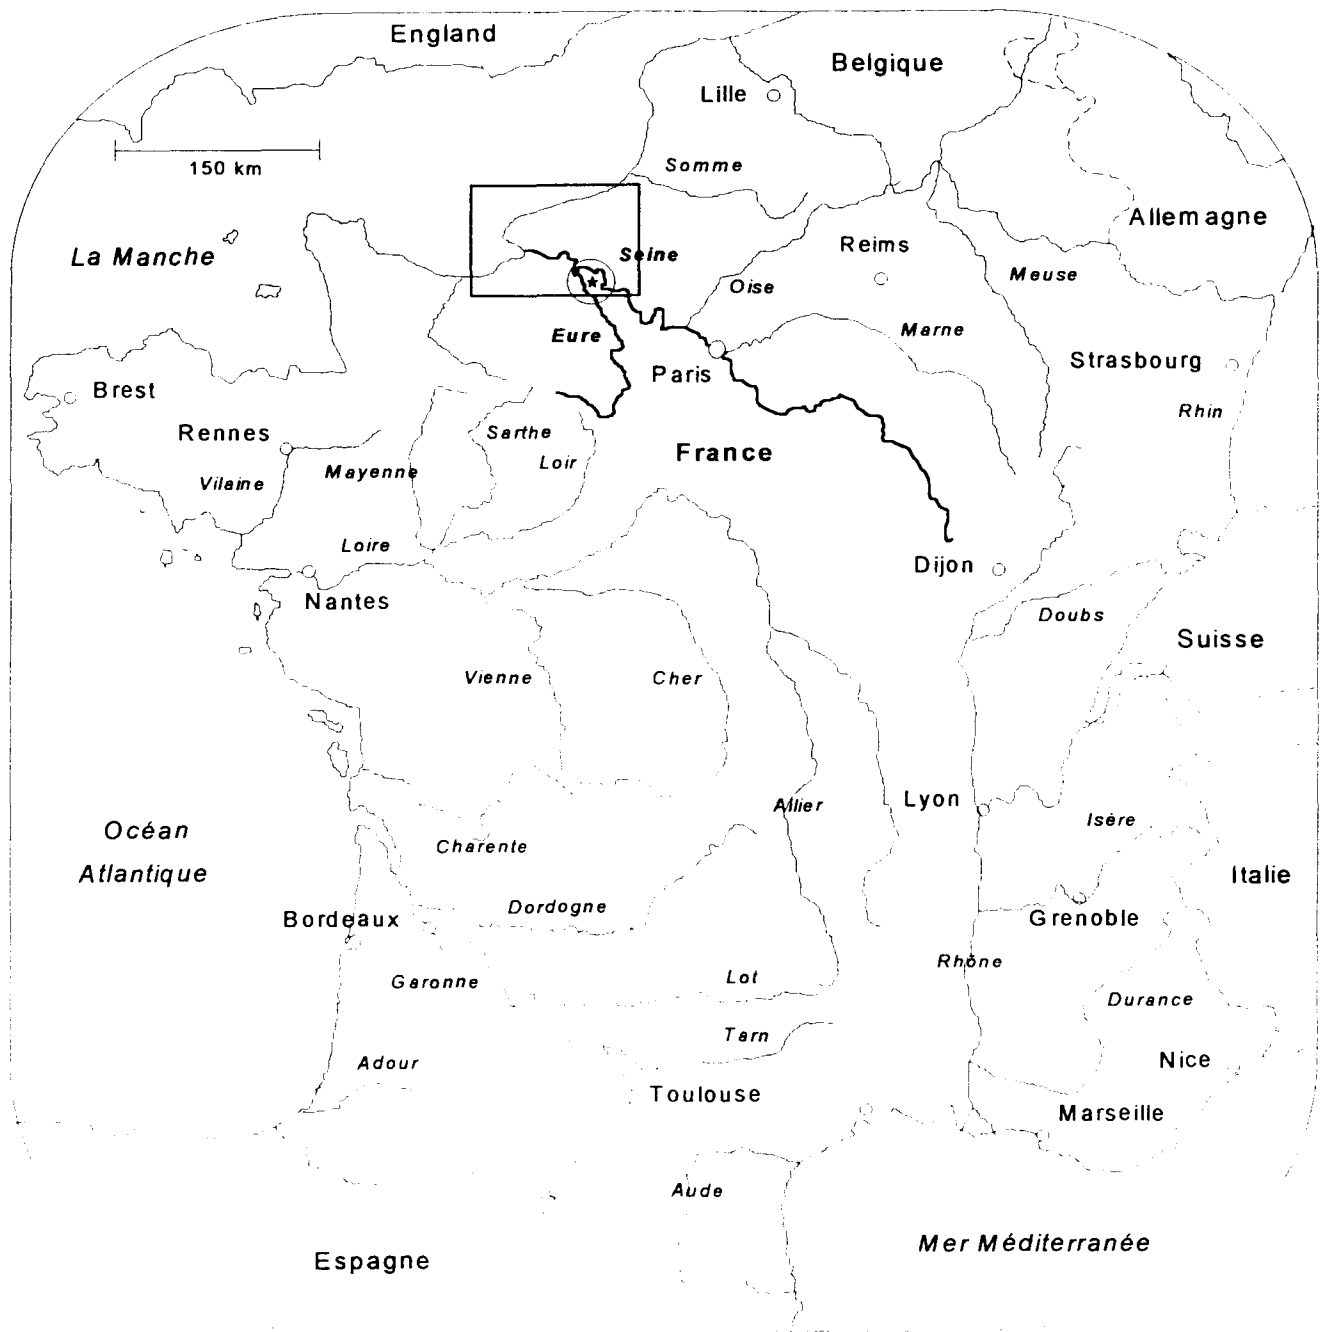 England
Belgique
Lille
150 km
Somme
Allemagne
La Manche
Seine
Reims
Meuse
Oise
Eure
Marne
Paris
Strasbourg
Brest
Rhin
Rennes
Sarthe
France
Vilaine
Mayenne
Loir
Loire
Dijon
Nantes
Doubs
Suisse
Vienne
Cher
Allier
Lyon
Isère
Océan
Atlantique
Charente
Italie
Bordeaux
Dordogne
Grenoble
Rhône
Garonne
Lot
Durance
Tarn
Adour
Nice
Toulouse
Marseille
Aude
Espagne
Mer Méditerranée